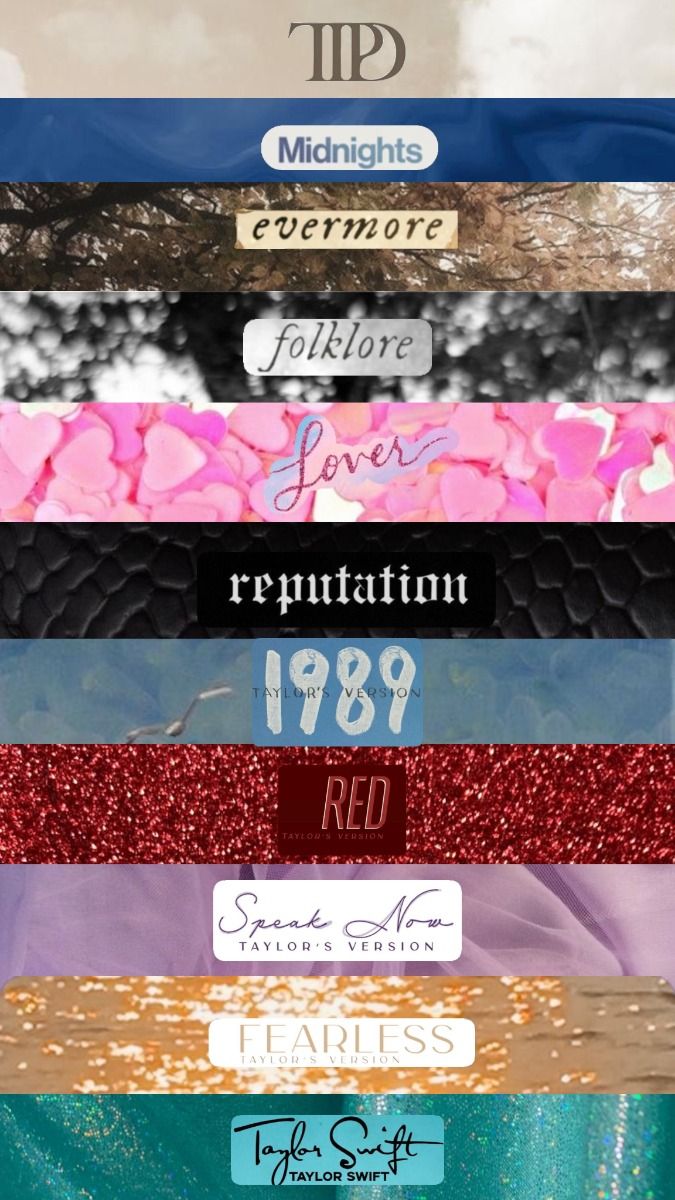 TTPD
Midnights
evermore
folklore
Lover
reputation
1989
TAYLOR'S VERSION
RED
TAYLOR'S VERSION
Speak Now
TAYLOR'S VERSION
FEARLESS
TAYLOR'S VERSION
Taylor Swift
TAYLOR SWIFT